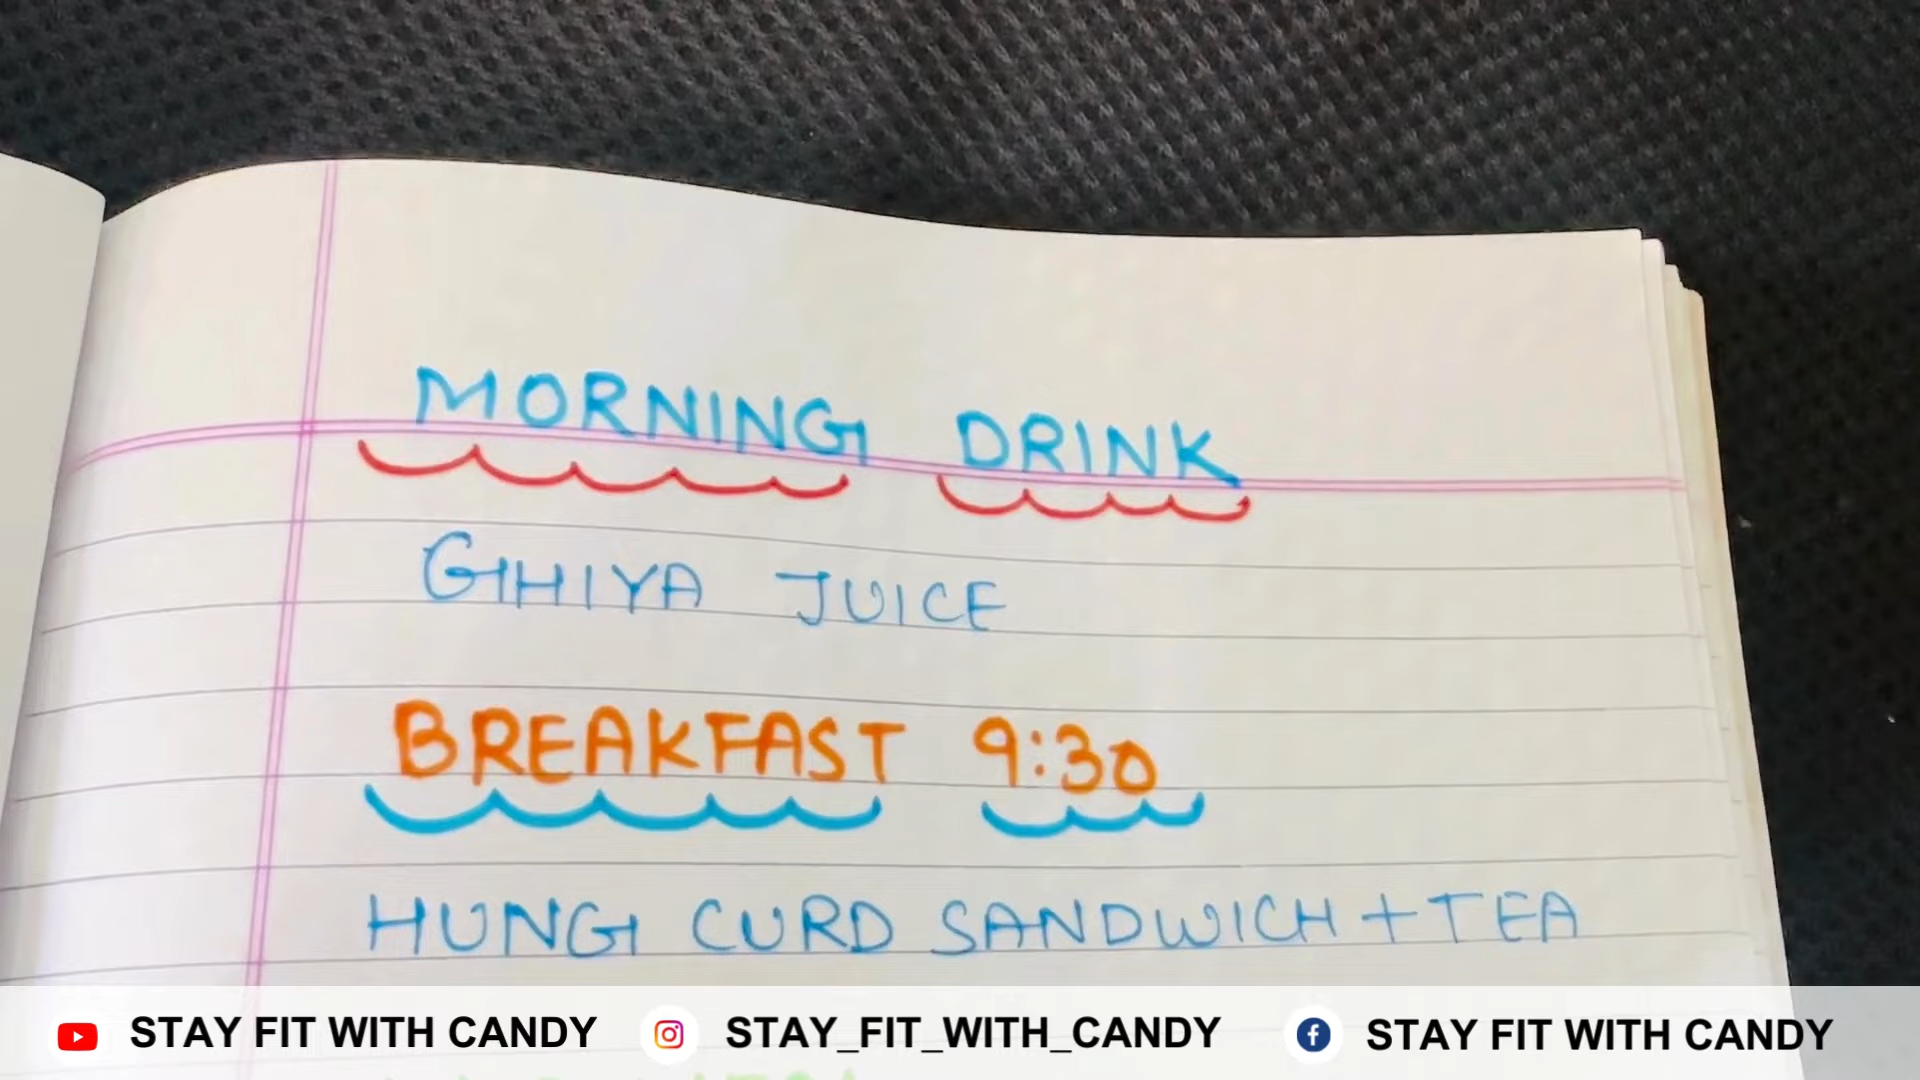 MORNING DRINK
GHIYA JUICE
BREAKFAST 9:30
HUNG CURD SANDWICH + TEA
STAY FIT WITH CANDY STAY_FIT_WITH_CANDY STAY FIT WITH CANDY